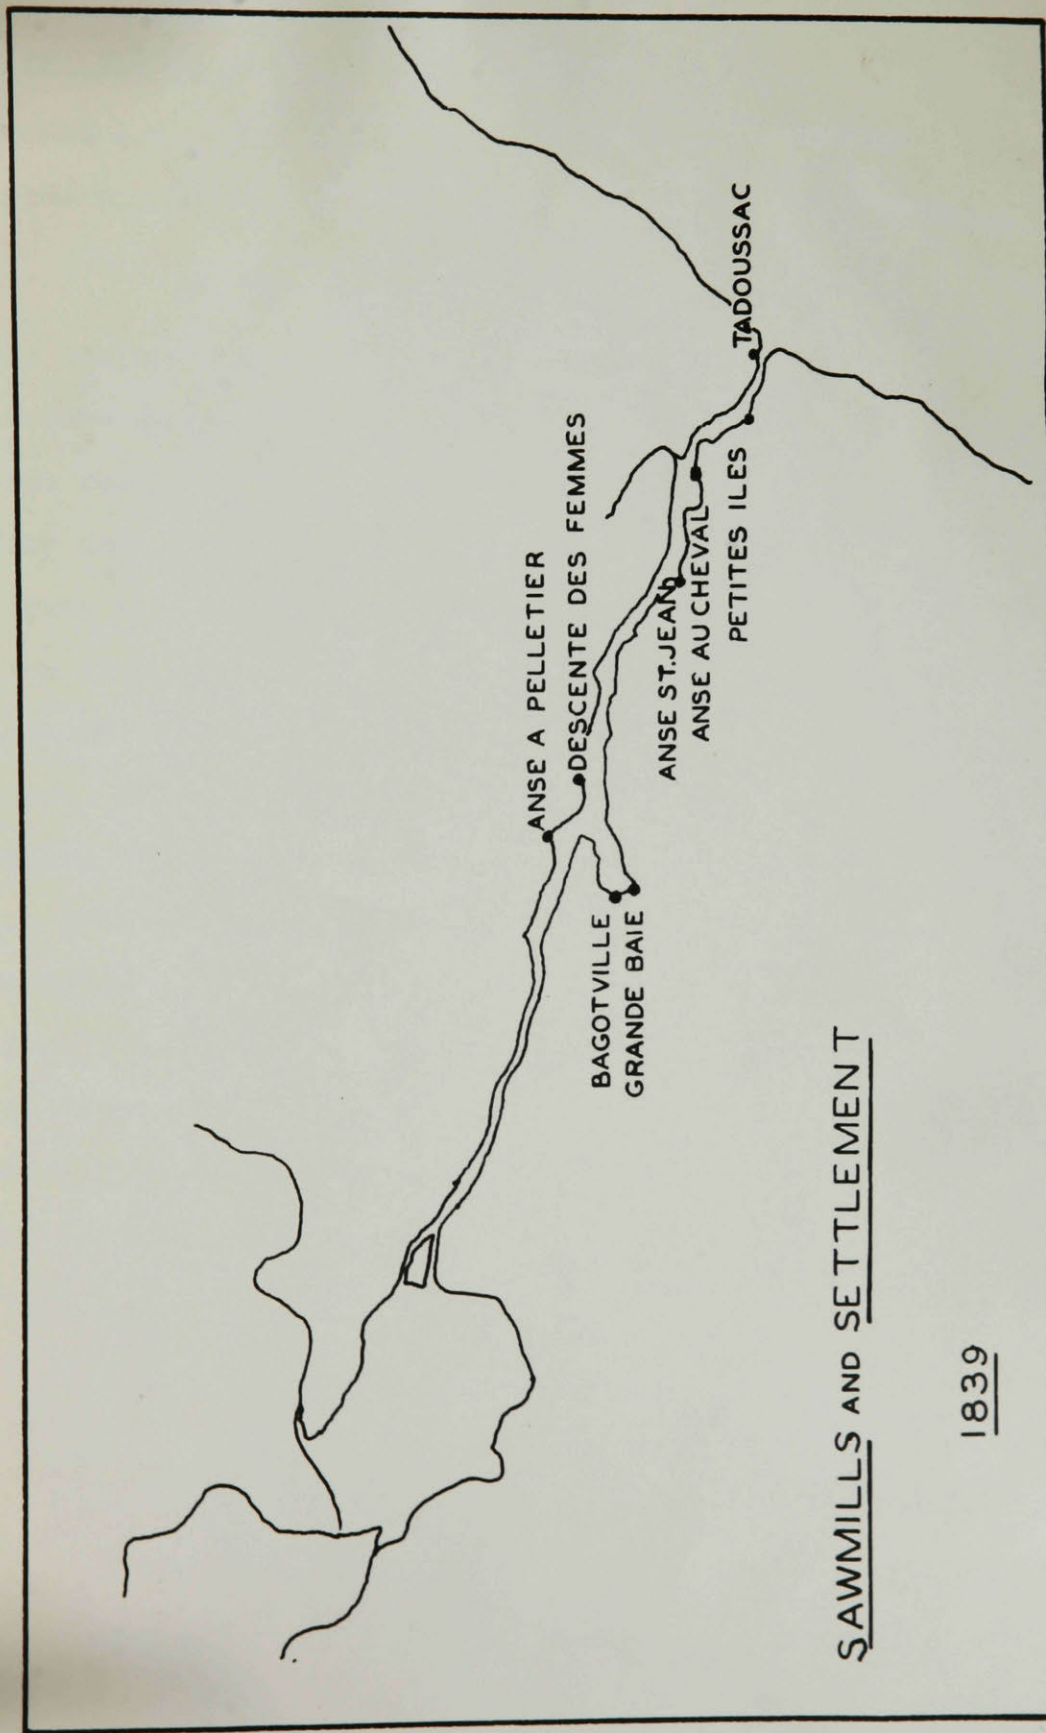 ANSE A PELLETIER
DESCENTE DES FEMMES
TADOUSSAC
BAGOTVILLE
GRANDE BAIE
ANSE ST.JEAN
ANSE AU CHEVAL
PETITES ILES
SAWMILLS AND SETTLEMENT
1839